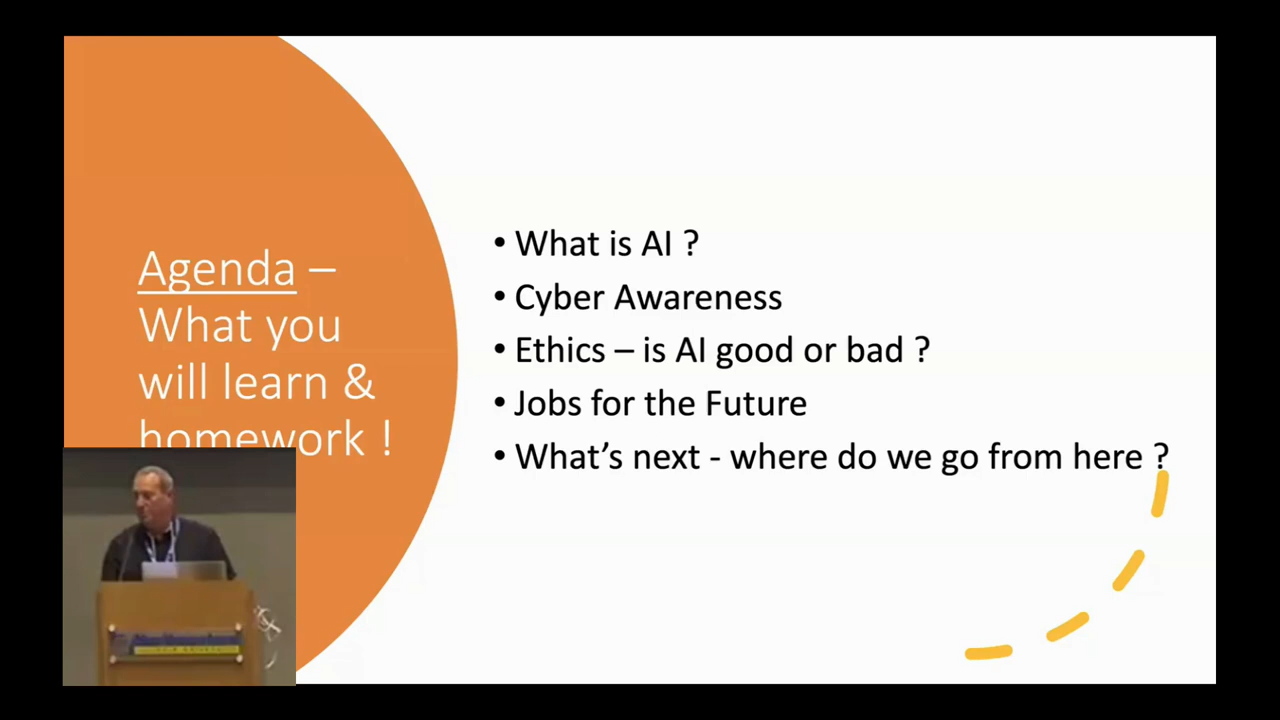 Agenda –
What you
will learn &
homework !
• What is AI ?
• Cyber Awareness
• Ethics – is AI good or bad ?
• Jobs for the Future
• What’s next - where do we go from here ?